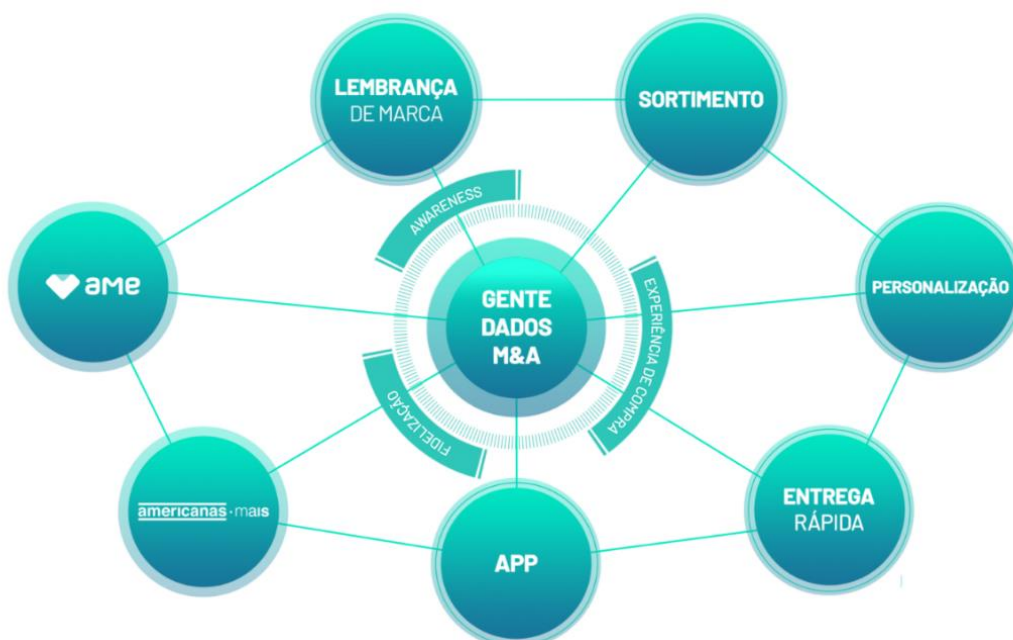 LEMBRANÇA
DE MARCA
SORTIMENTO
AWARENESS
ame
GENTE
DADOS
M&A
EXPERIÊNCIA DE COMPRA
PERSONALIZAÇÃO
FIDELIZAÇÃO
americanas·mais
APP
ENTREGA
RÁPIDA